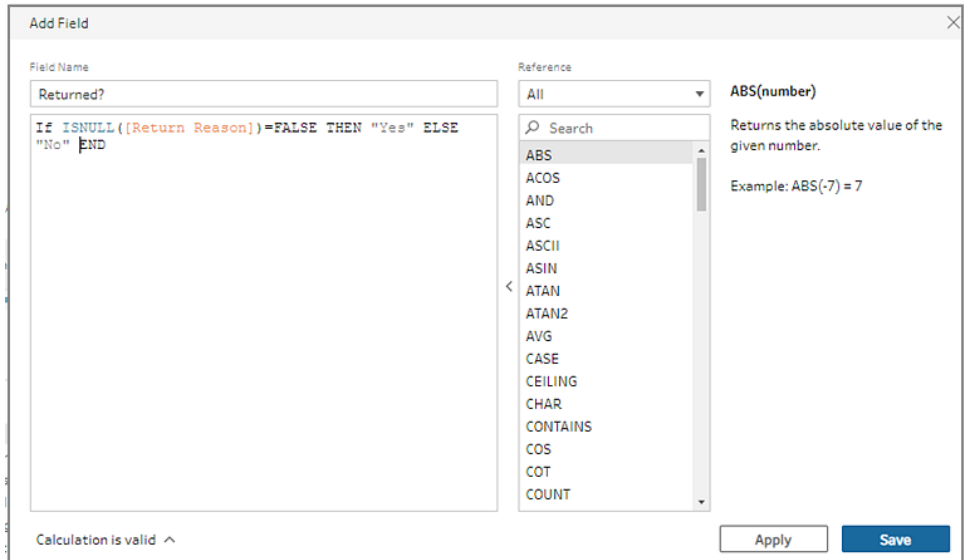 Add Field
Field Name
Returned?
If ISNULL([Return Reason])=FALSE THEN "Yes" ELSE
"No" END
Calculation is valid
Reference
All
Search
ABS
ACOS
AND
ASC
ASCII
ASIN
ATAN
ATAN2
AVG
CASE
CEILING
CHAR
CONTAINS
COS
COT
COUNT
ABS(number)
Returns the absolute value of the
given number.
Example: ABS(-7) = 7
Apply
Save